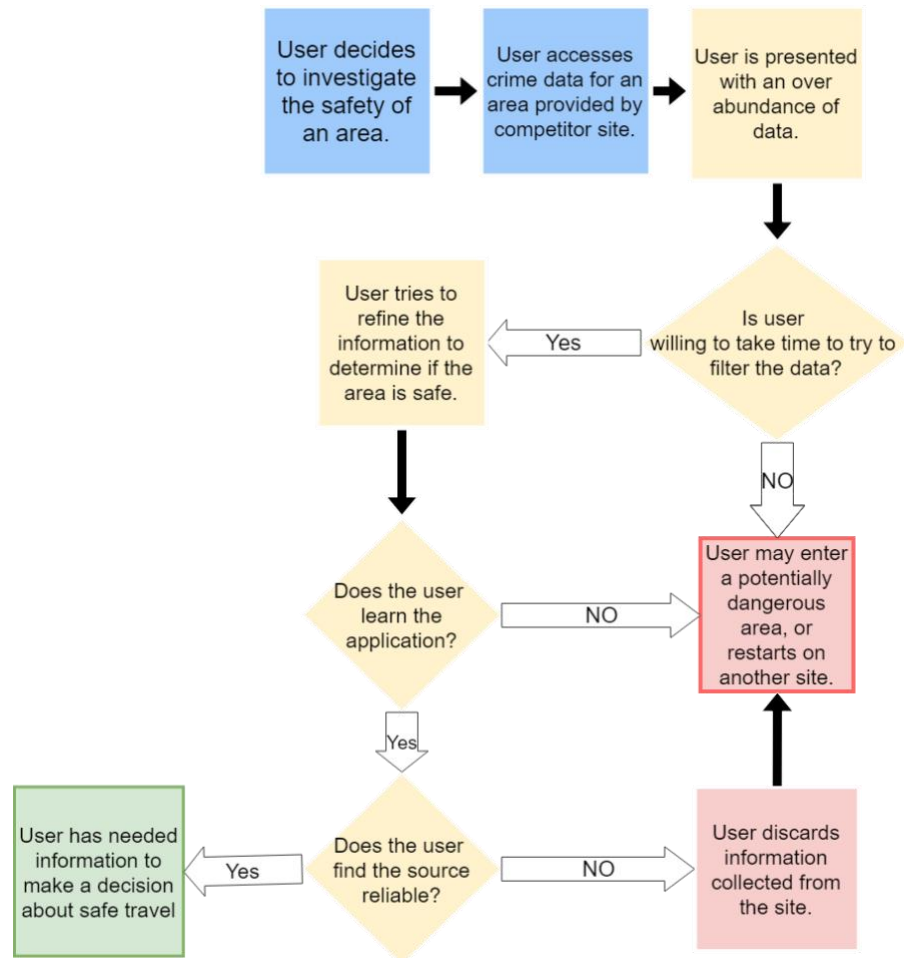 User decides
to investigate
the safety of
an area.
User accesses
crime data for
an area provided by
competitor site.
User is presented
with an over
abundance of
data.
Is user
willing to take time to try to
filter the data?
Yes
User tries to
refine the
information to
determine if the
area is safe.
NO
Does the user
learn the
application?
NO
User may enter
a potentially
dangerous
area, or
restarts on
another site.
Yes
Does the user
find the source
reliable?
Yes
User has needed
information to
make a decision
about safe travel
NO
User discards
information
collected from
the site.